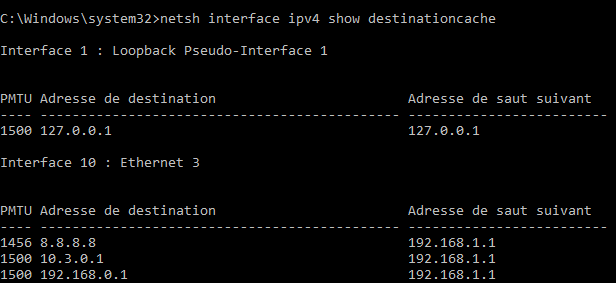 C:\Windows\system32>netsh interface ipv4 show destinationcache
Interface 1 : Loopback Pseudo-Interface 1
PMTU Adresse de destination                            Adresse de saut suivant
---- --------------------------------------------- -------------------------
1500 127.0.0.1                                     127.0.0.1
Interface 10 : Ethernet 3
PMTU Adresse de destination                            Adresse de saut suivant
---- --------------------------------------------- -------------------------
1456 8.8.8.8                                       192.168.1.1
1500 10.3.0.1                                      192.168.1.1
1500 192.168.0.1                                   192.168.1.1